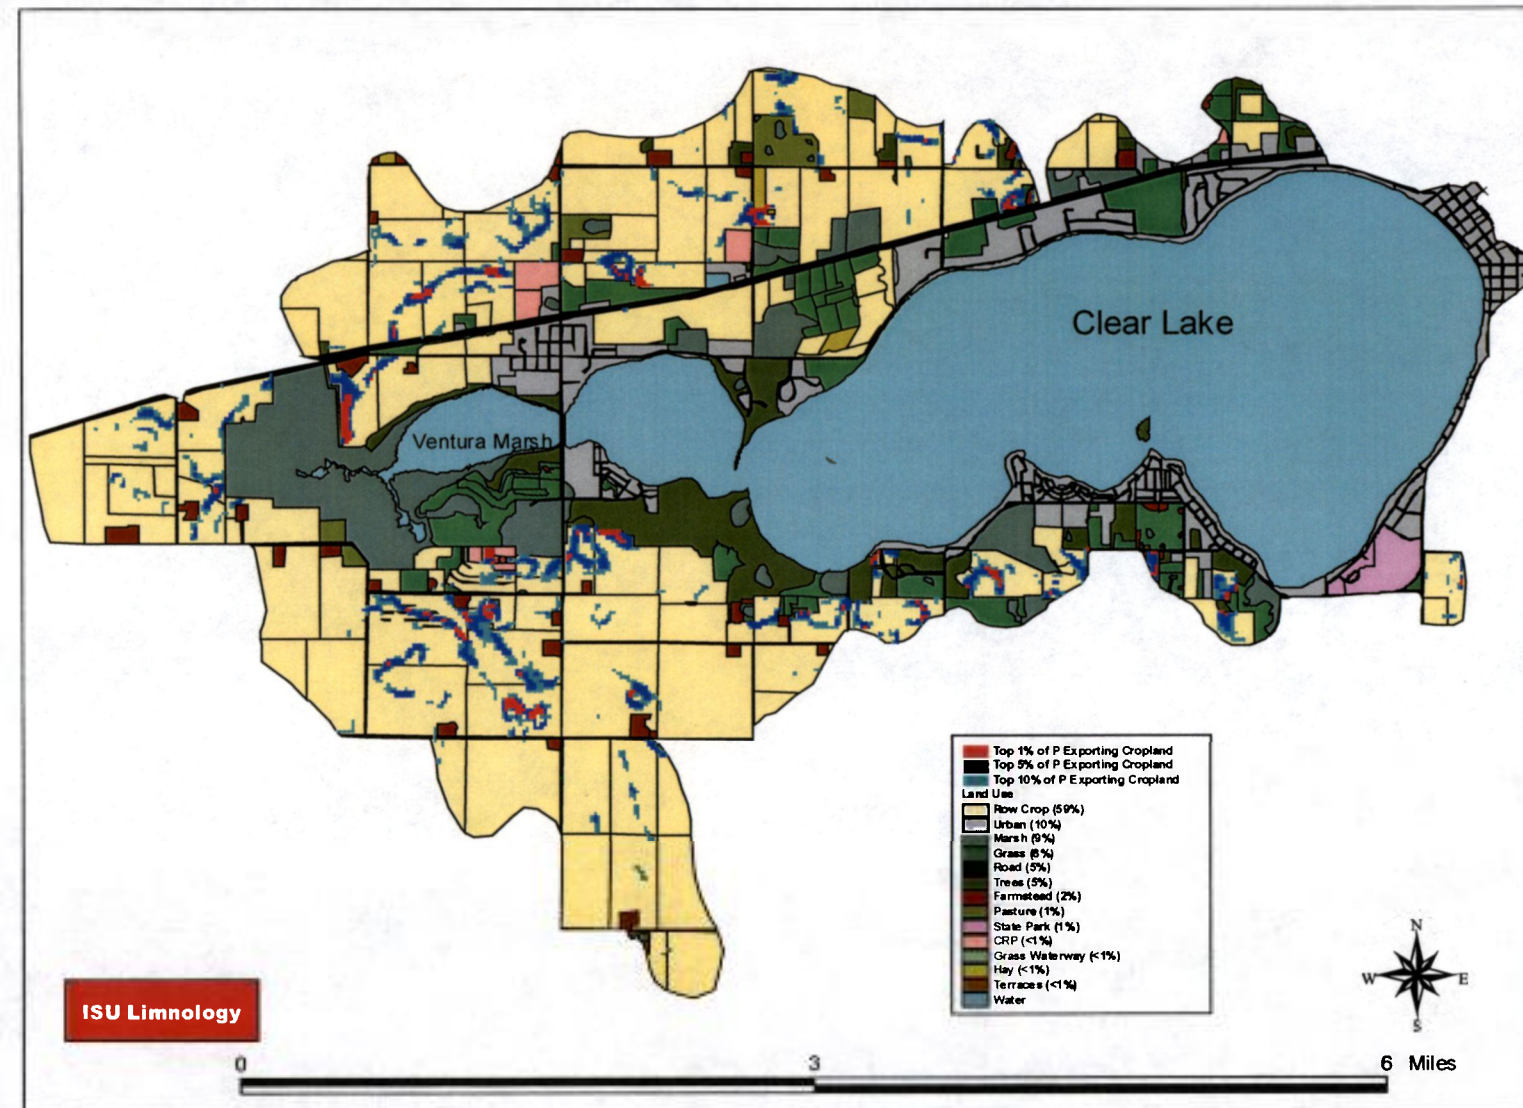 Clear Lake
Ventura Marsh
Top 1% of P Exporting Cropland
Top 5% of P Exporting Cropland
Top 10% of P Exporting Cropland
Land Use
Row Crop (59%)
Urban (10%)
Marsh (9%)
Grass (6%)
Road (5%)
Trees (5%)
Farmstead (2%)
Pasture (1%)
State Park (1%)
CRP (<1%)
Grass Waterway (<1%)
Hay (<1%)
Terraces (<1%)
Water
N
W E
S
ISU Limnology
0 3 6 Miles